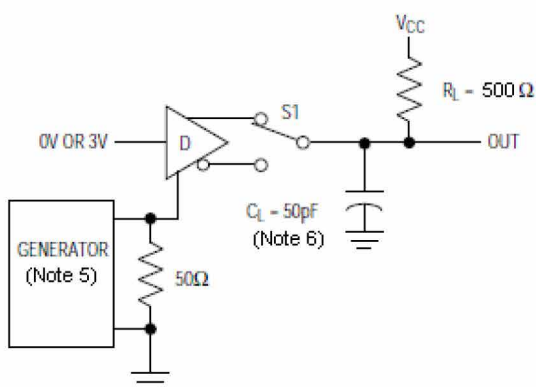 VCC
RL - 500 Ω
S1
0V OR 3V
D
OUT
CL - 50pF
(Note 6)
GENERATOR
(Note 5)
50Ω